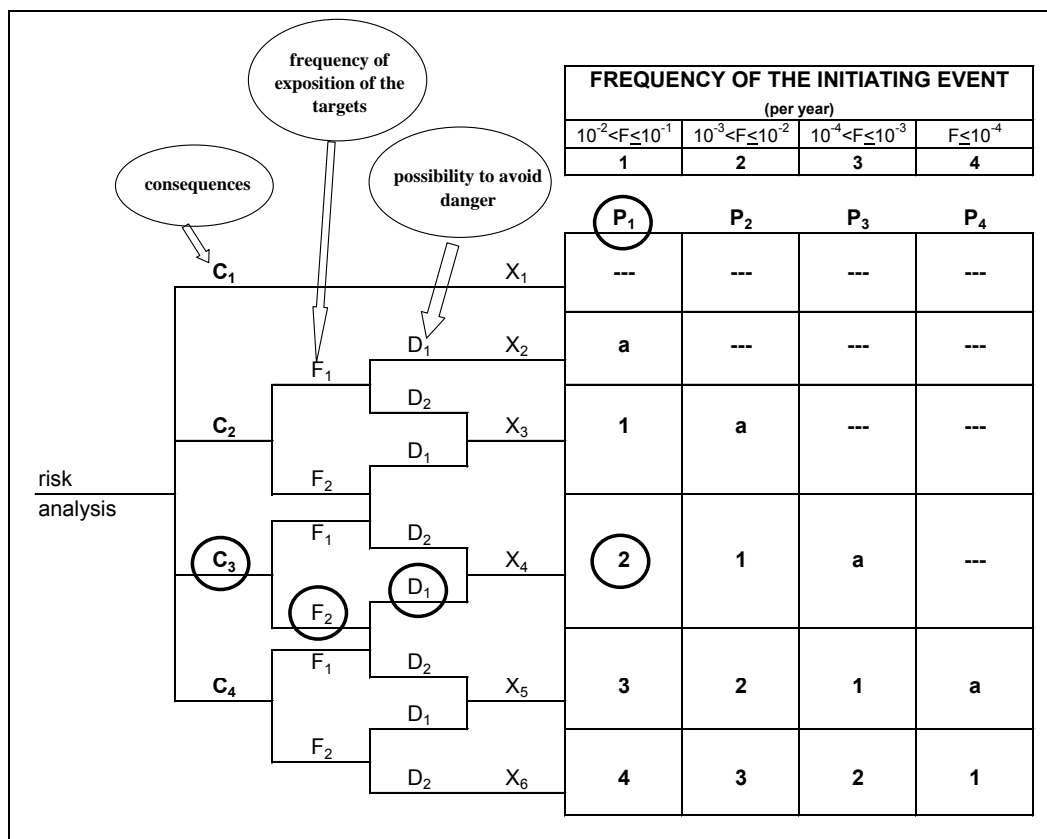 frequency of
exposition of the
targets
consequences
possibility to avoid
danger
FREQUENCY OF THE INITIATING EVENT
(per year)
10⁻²<F≤10⁻¹ 10⁻³<F≤10⁻² 10⁻⁴<F≤10⁻³ F≤10⁻⁴
1 2 3 4
P₁ P₂ P₃ P₄
C₁ X₁ --- --- --- ---
D₁ X₂ a --- --- ---
F₁
D₂
C₂ X₃ 1 a --- ---
D₁
F₂
risk
analysis
F₁ D₂
C₃ X₄ 2 1 a ---
D₁
F₂
F₁ D₂
C₄ X₅ 3 2 1 a
D₁
F₂
D₂ X₆ 4 3 2 1